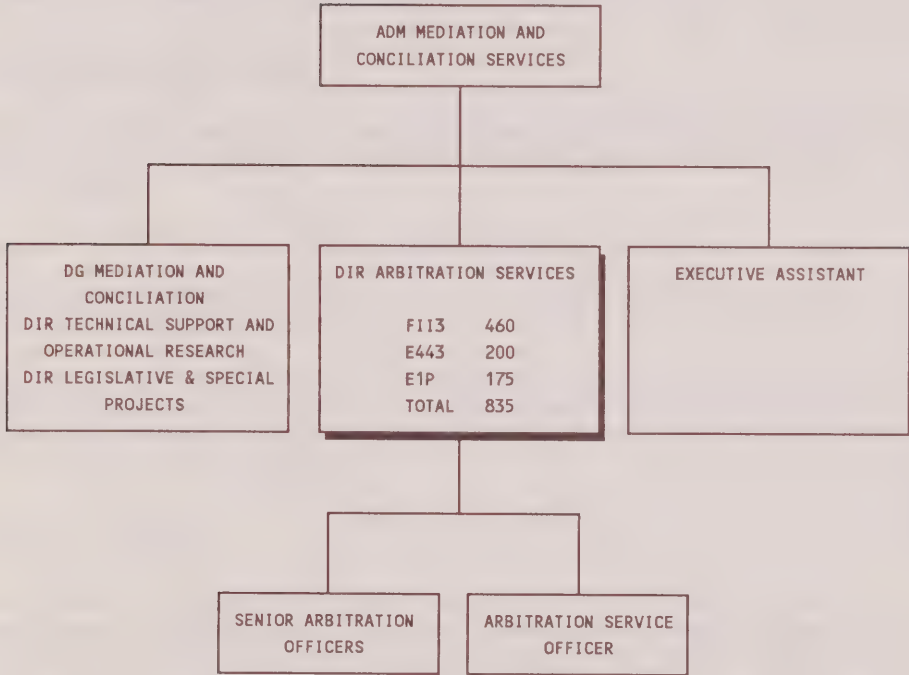 ADM MEDIATION AND
CONCILIATION SERVICES
DG MEDIATION AND
CONCILIATION
DIR TECHNICAL SUPPORT AND
OPERATIONAL RESEARCH
DIR LEGISLATIVE & SPECIAL
PROJECTS
DIR ARBITRATION SERVICES
FII3 460
E443 200
E1P 175
TOTAL 835
EXECUTIVE ASSISTANT
SENIOR ARBITRATION
OFFICERS
ARBITRATION SERVICE
OFFICER